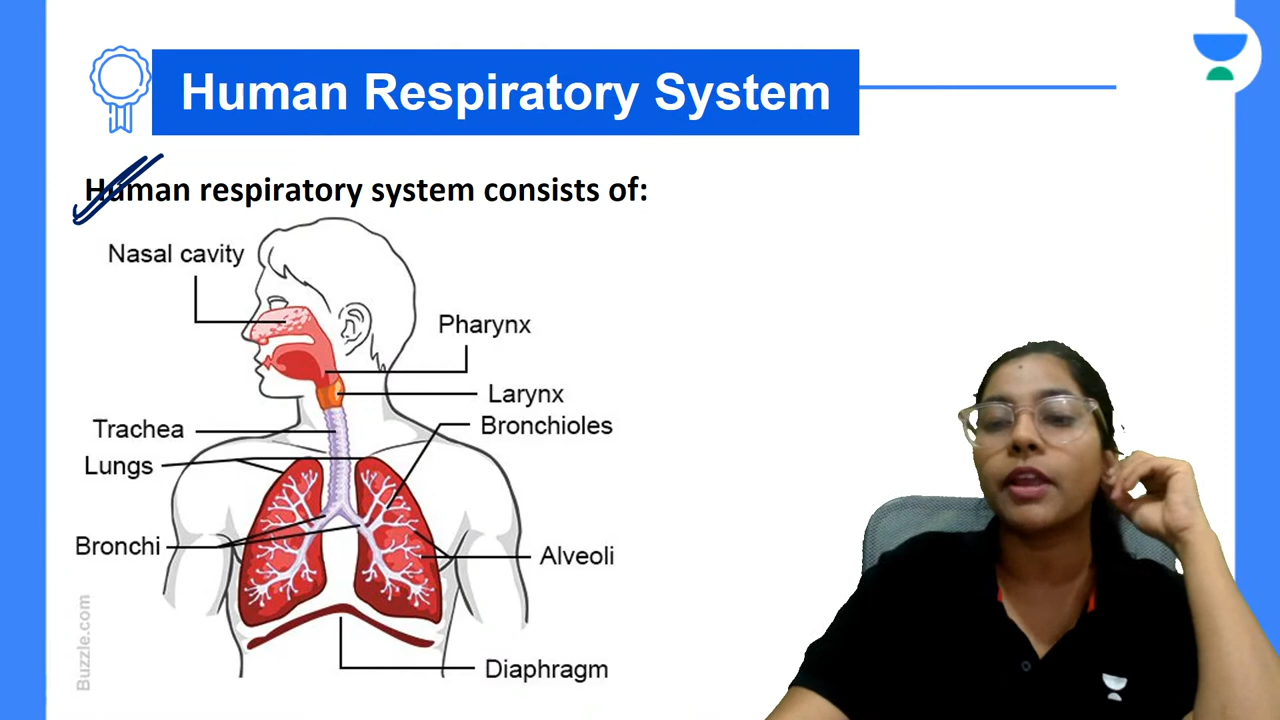 Human Respiratory System
Human respiratory system consists of:
Nasal cavity
Pharynx
Larynx
Bronchioles
Trachea
Lungs
Bronchi
Alveoli
Diaphragm
Buzzle.com